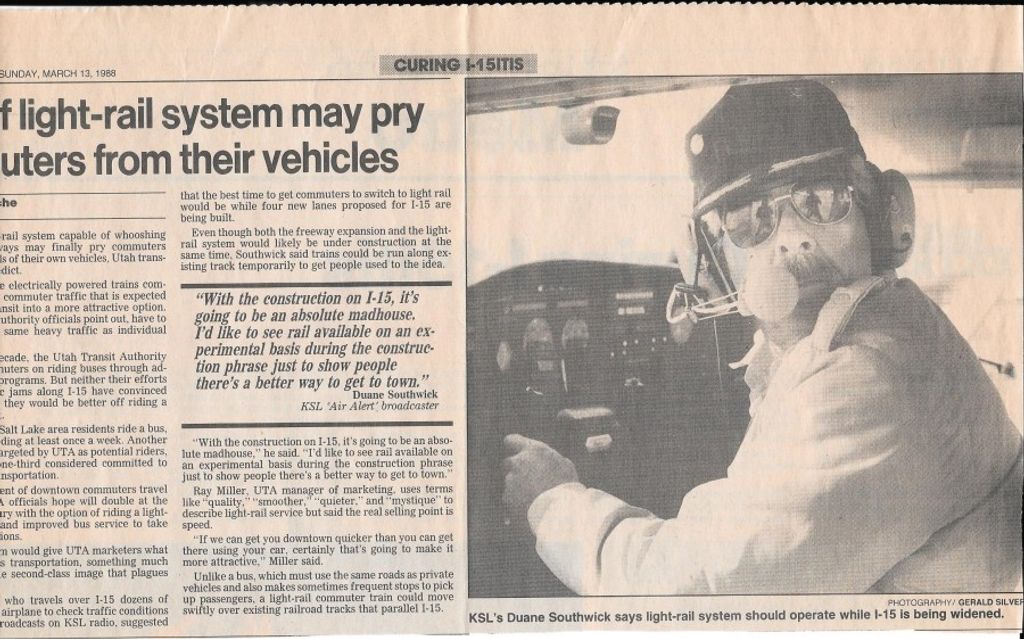 SUNDAY, MARCH 13, 1988
CURING I-15ITIS
f light-rail system may pry
uters from their vehicles
he
rail system capable of whooshing
ways may finally pry commuters
ls of their own vehicles, Utah trans-
dict.
e electrically powered trains com-
commuter traffic that is expected
nsit into a more attractive option.
uthority officials point out, have to
same heavy traffic as individual
ecade, the Utah Transit Authority
nuters on riding buses through ad-
programs. But neither their efforts
c jams along I-15 have convinced
they would be better off riding a
Salt Lake area residents ride a bus,
ding at least once a week. Another
argeted by UTA as potential riders,
one-third considered committed to
nsportation.
ent of downtown commuters travel
A officials hope will double at the
ry with the option of riding a light-
and improved bus service to take
ions.
m would give UTA marketers what
s transportation, something much
e second-class image that plagues
who travels over I-15 dozens of
airplane to check traffic conditions
roadcasts on KSL radio, suggested
that the best time to get commuters to switch to light rail
would be while four new lanes proposed for I-15 are
being built.
Even though both the freeway expansion and the light-
rail system would likely be under construction at the
same time, Southwick said trains could be run along ex-
isting track temporarily to get people used to the idea.
"With the construction on I-15, it's
going to be an absolute madhouse.
I'd like to see rail available on an ex-
perimental basis during the construc-
tion phrase just to show people
there's a better way to get to town."
Duane Southwick
KSL 'Air Alert' broadcaster
"With the construction on I-15, it's going to be an abso-
lute madhouse," he said. "I'd like to see rail available on
an experimental basis during the construction phrase
just to show people there's a better way to get to town."
Ray Miller, UTA manager of marketing, uses terms
like "quality," "smoother," "quieter," and "mystique" to
describe light-rail service but said the real selling point is
speed.
"If we can get you downtown quicker than you can get
there using your car, certainly that's going to make it
more attractive," Miller said.
Unlike a bus, which must use the same roads as private
vehicles and also makes sometimes frequent stops to pick
up passengers, a light-rail commuter train could move
swiftly over existing railroad tracks that parallel I-15.
PHOTOGRAPHY/ GERALD SILVER
KSL's Duane Southwick says light-rail system should operate while I-15 is being widened.